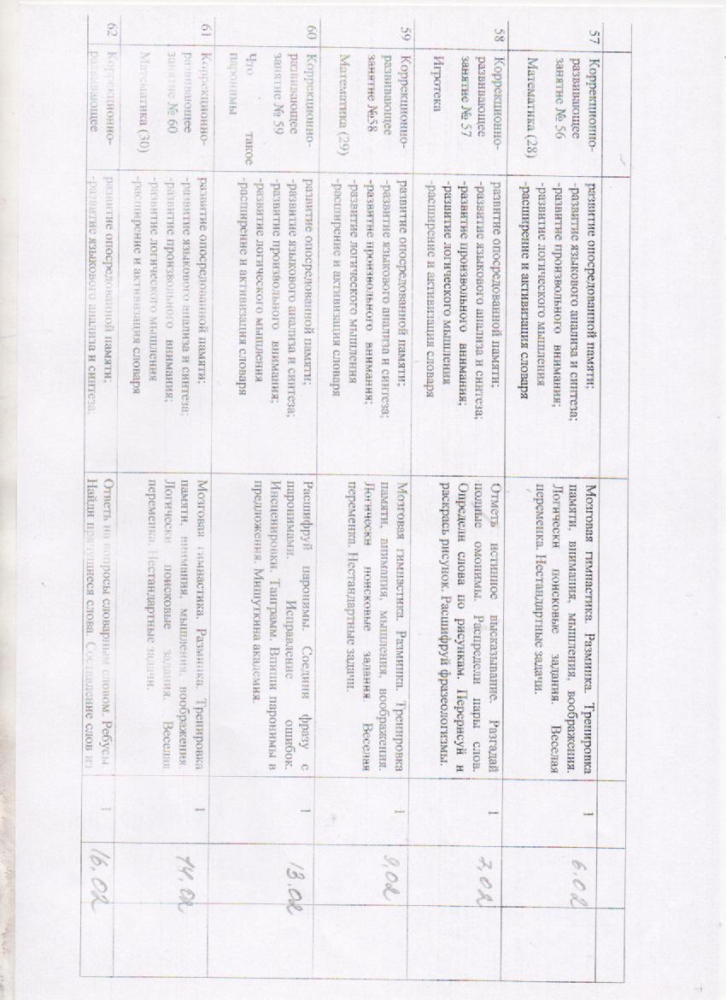 57
Коррекционно-
развивающее
занятие № 56
Математика (28)
развитие опосредованной памяти;
-развитие языкового анализа и синтеза;
-развитие произвольного внимания;
-развитие логического мышления
-расширение и активизация словаря
Мозговая гимнастика. Разминка. Тренировка
памяти, внимания, мышления, воображения.
Логически поисковые задания. Веселая
переменка. Нестандартные задачи.
1
6.02
58
Коррекционно-
развивающее
занятие № 57
Игротека
развитие опосредованной памяти;
-развитие языкового анализа и синтеза;
-развитие произвольного внимания;
-развитие логического мышления
-расширение и активизация словаря
Отметь истинное высказывание. Разгадай
полные омонимы. Распредели пары слов.
Определи слова по рисункам. Перерисуй и
раскрась рисунок. Расшифруй фразеологизмы.
1
7.02
59
Коррекционно-
развивающее
занятие №58
Математика (29)
развитие опосредованной памяти;
-развитие языкового анализа и синтеза;
-развитие произвольного внимания;
-развитие логического мышления
-расширение и активизация словаря
Мозговая гимнастика. Разминка. Тренировка
памяти, внимания, мышления, воображения.
Логически поисковые задания. Веселая
переменка. Нестандартные задачи.
1
9.02
60
Коррекционно-
развивающее
занятие № 59
Что такое
паронимы
развитие опосредованной памяти;
-развитие языкового анализа и синтеза;
-развитие произвольного внимания;
-развитие логического мышления
-расширение и активизация словаря
Расшифруй паронимы. Соедини фразу с
паронимами. Исправление ошибок.
Инсценировки. Танграмм. Впиши паронимы в
предложения. Мишуткина академия.
1
13.02
61
Коррекционно-
развивающее
занятие № 60
Математика (30)
развитие опосредованной памяти;
-развитие языкового анализа и синтеза;
-развитие произвольного внимания;
-развитие логического мышления
-расширение и активизация словаря
Мозговая гимнастика. Разминка. Тренировка
памяти, внимания, мышления, воображения
Логически поисковые задания. Веселая
переменка. Нестандартные задачи.
1
14.02
62
Коррекционно-
развивающее
развитие опосредованной памяти;
-развитие языкового анализа и синтеза.
Ответь на вопросы словарным словом. Ребусы
Найди прячущиеся слова. Составление слов из
1
16.02